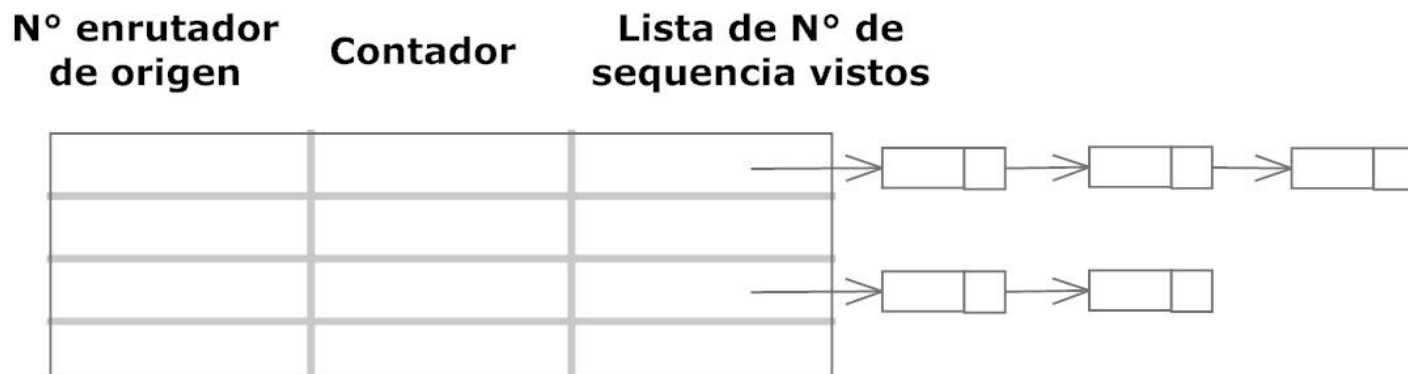 N° enrutador
de origen
Contador
Lista de N° de
sequencia vistos